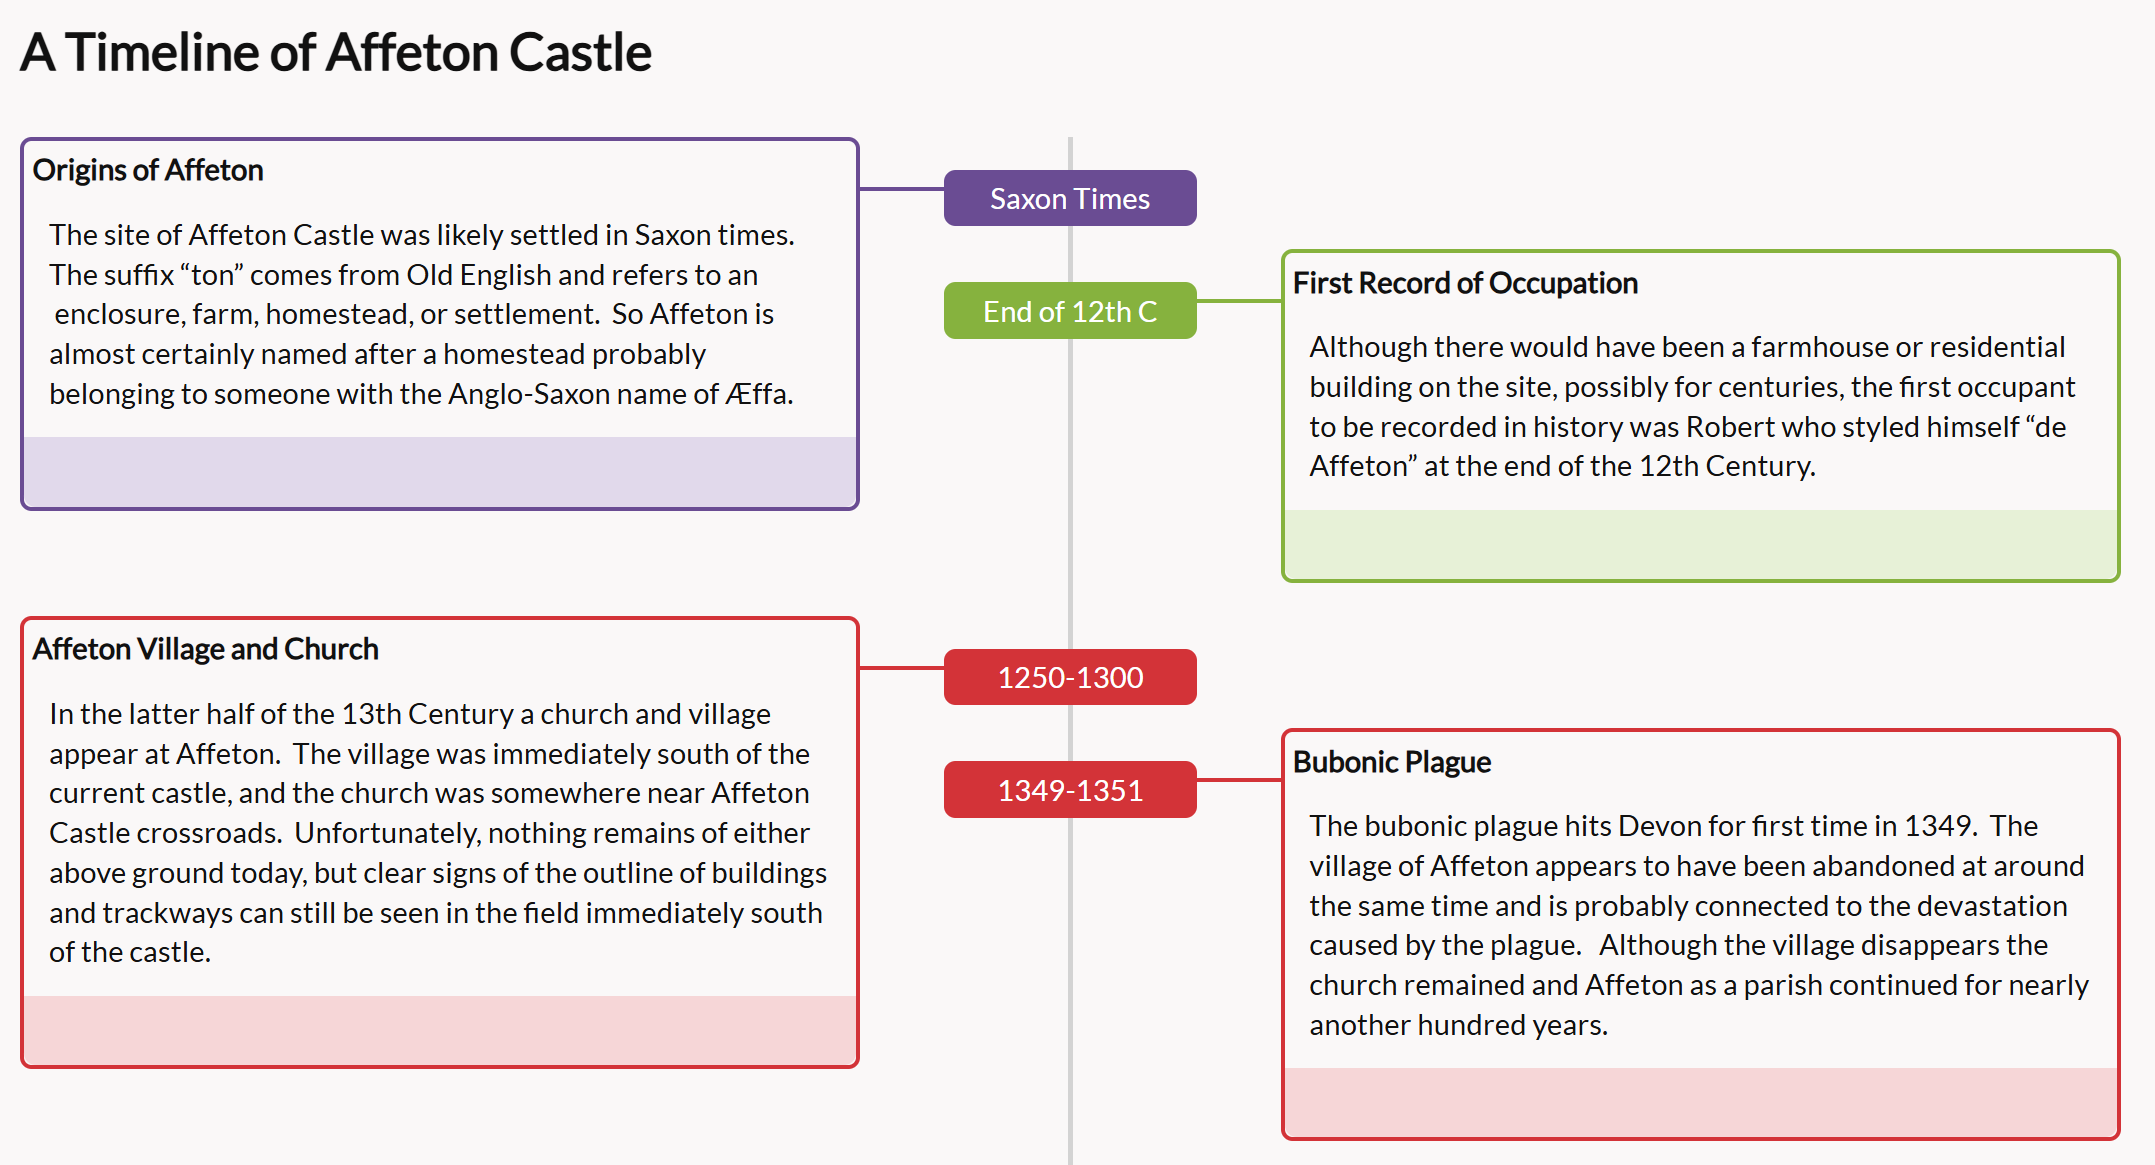 A Timeline of Affeton Castle
Origins of Affeton
The site of Affeton Castle was likely settled in Saxon times.
The suffix “ton” comes from Old English and refers to an
enclosure, farm, homestead, or settlement.  So Affeton is
almost certainly named after a homestead probably
belonging to someone with the Anglo-Saxon name of Æffa.
Saxon Times
End of 12th C
First Record of Occupation
Although there would have been a farmhouse or residential
building on the site, possibly for centuries, the first occupant
to be recorded in history was Robert who styled himself “de
Affeton” at the end of the 12th Century.
Affeton Village and Church
In the latter half of the 13th Century a church and village
appear at Affeton.  The village was immediately south of the
current castle, and the church was somewhere near Affeton
Castle crossroads.  Unfortunately, nothing remains of either
above ground today, but clear signs of the outline of buildings
and trackways can still be seen in the field immediately south
of the castle.
1250-1300
1349-1351
Bubonic Plague
The bubonic plague hits Devon for first time in 1349.  The
village of Affeton appears to have been abandoned at around
the same time and is probably connected to the devastation
caused by the plague.   Although the village disappears the
church remained and Affeton as a parish continued for nearly
another hundred years.